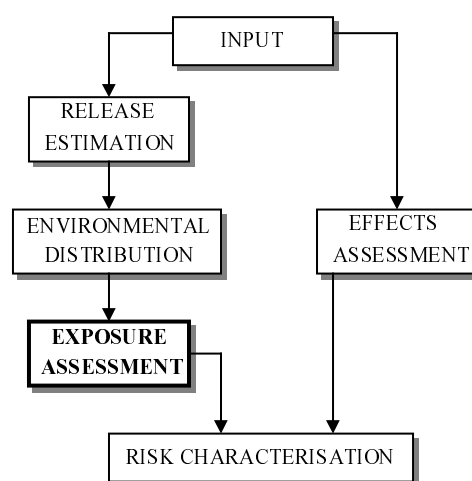 INPUT
RELEASE
ESTIMATION
ENVIRONMENTAL
DISTRIBUTION
EFFECTS
ASSESSMENT
EXPOSURE
ASSESSMENT
RISK CHARACTERISATION